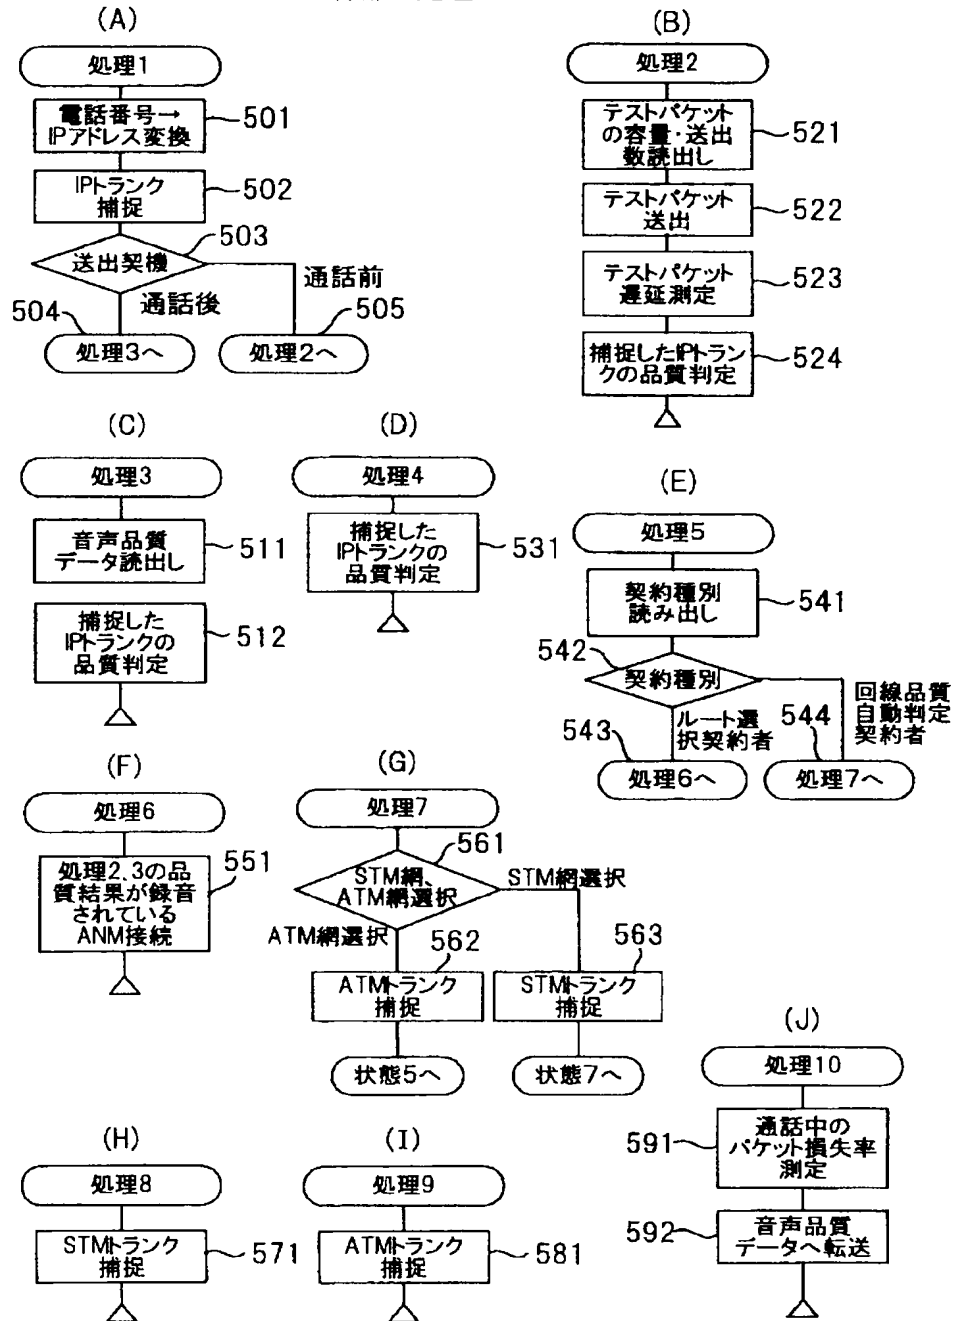 (A)
処理1
電話番号→
IPアドレス変換
501
IPトランク
捕捉
502
送出契機
503
通話前
通話後
504
505
処理3へ
処理2へ
(B)
処理2
テストパケット
の容量・送出
数読出し
521
テストパケット
送出
522
テストパケット
遅延測定
523
捕捉したIPトラン
クの品質判定
524
(C)
処理3
音声品質
データ読出し
511
捕捉した
IPトランクの
品質判定
512
(D)
処理4
捕捉した
IPトランクの
品質判定
531
(E)
処理5
契約種別
読み出し
541
542
契約種別
ルート選
択契約者
回線品質
自動判定
契約者
543
544
処理6へ
処理7へ
(F)
処理6
処理2,3の品
質結果が録音
されている
ANM接続
551
(G)
処理7
561
STM網、
ATM網選択
STM網選択
ATM網選択
562
563
ATMトランク
捕捉
STMトランク
捕捉
状態5へ
状態7へ
(H)
処理8
STMトランク
捕捉
571
(I)
処理9
ATMトランク
捕捉
581
(J)
処理10
591
通話中の
パケット損失率
測定
592
音声品質
データへ転送